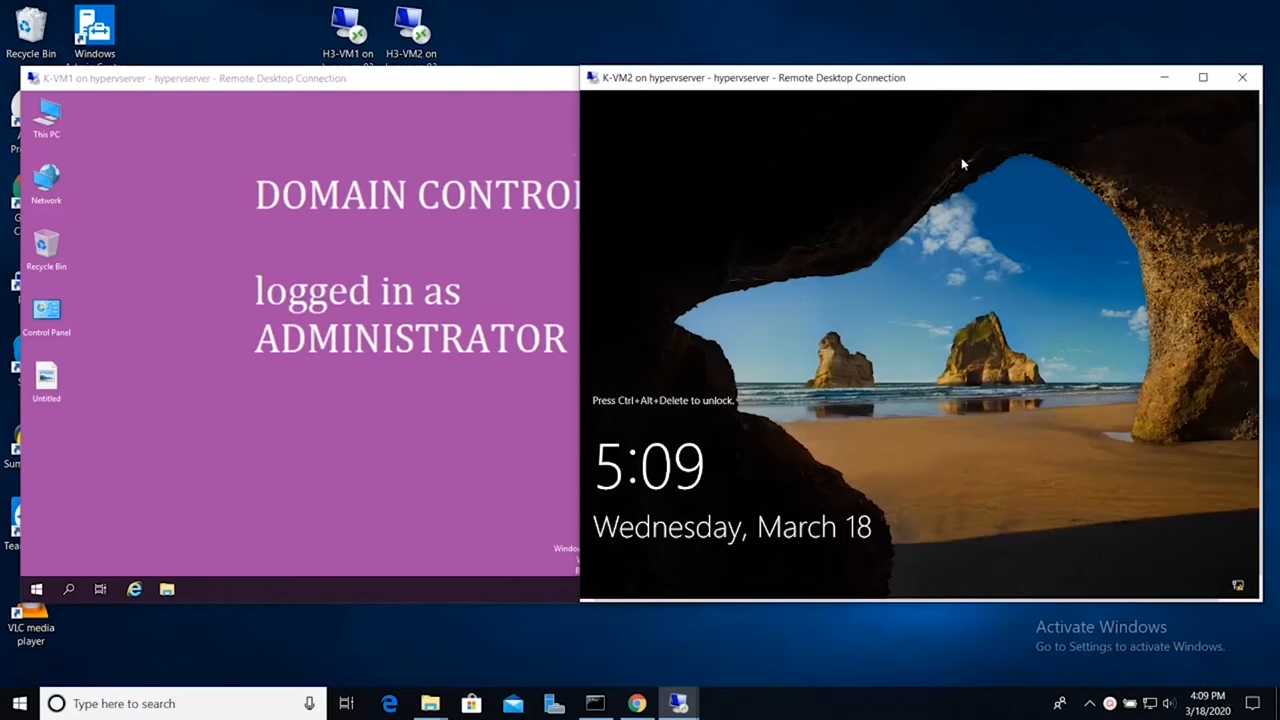 Recycle Bin
Windows
H3-VM1 on
H3-VM2 on
K-VM1 on hypervserver - hypervserver - Remote Desktop Connection
K-VM2 on hypervserver - hypervserver - Remote Desktop Connection
This PC
Network
Recycle Bin
Control Panel
Untitled
DOMAIN CONTRO
logged in as
ADMINISTRATOR
Windo
Press Ctrl+Alt+Delete to unlock.
5:09
Wednesday, March 18
VLC media
player
Activate Windows
Go to Settings to activate Windows.
Type here to search
4:09 PM
3/18/2020